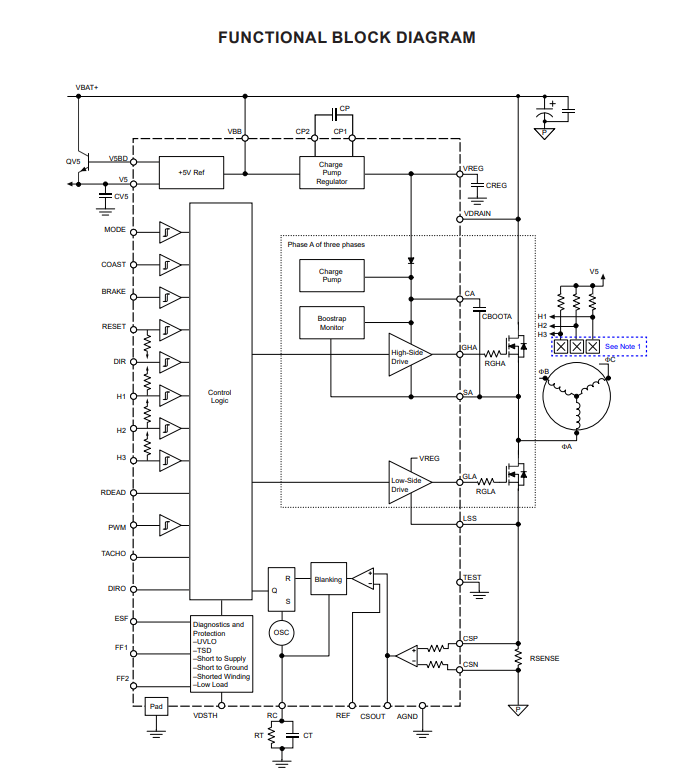 FUNCTIONAL BLOCK DIAGRAM
VBAT+
CP
VBB
CP2
CP1
+
P
QV5
V5BD
V5
CV5
+5V Ref
Charge
Pump
Regulator
VREG
CREG
VDRAIN
MODE
COAST
BRAKE
RESET
DIR
H1
H2
H3
RDEAD
PWM
TACHO
DIRO
ESF
FF1
FF2
Control
Logic
Phase A of three phases
Charge
Pump
Boostrap
Monitor
High-Side
Drive
CA
CBOOTA
GHA
RGHA
SA
VREG
Low-Side
Drive
GLA
RGLA
LSS
V5
H1
H2
H3
See Note 1
ΦB
ΦC
ΦA
TEST
R
Q
S
Blanking
+
–
OSC
+
–
CSP
CSN
RSENSE
P
Diagnostics and
Protection
–UVLO
–TSD
–Short to Supply
–Short to Ground
–Shorted Winding
–Low Load
Pad
VDSTH
RC
REF
CSOUT
AGND
RT
CT